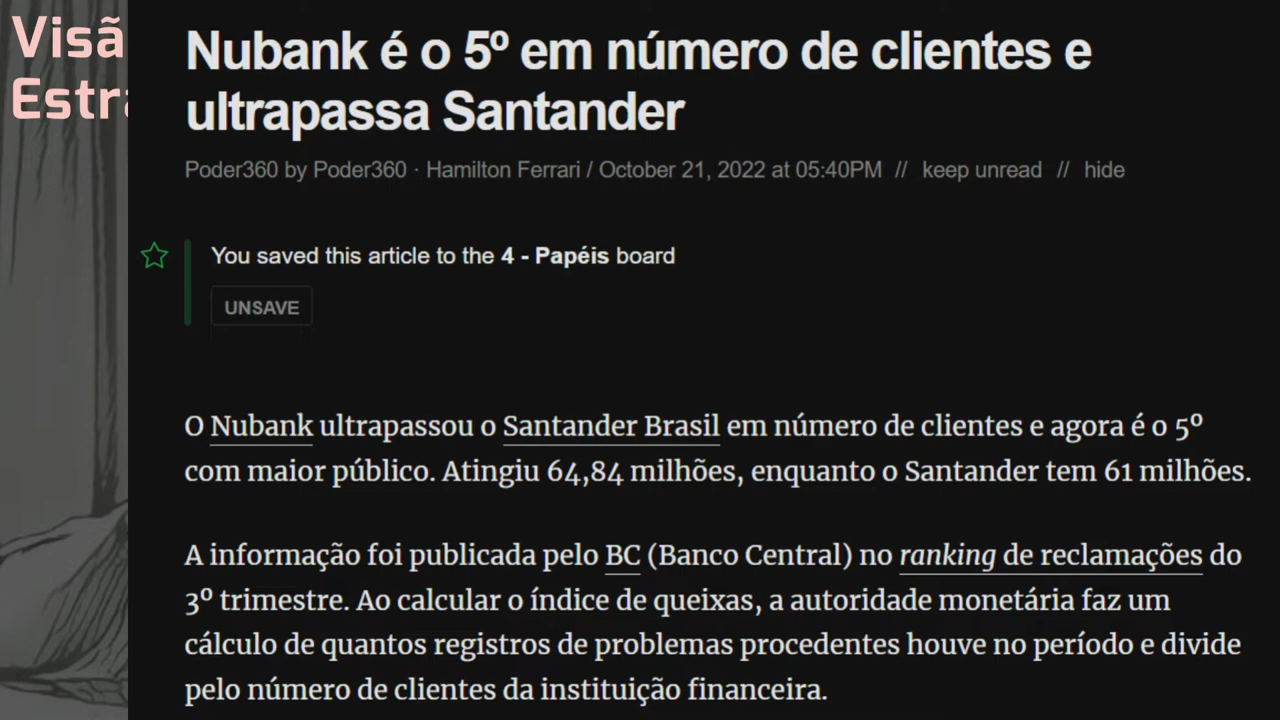 Visã
Estra
Nubank é o 5º em número de clientes e
ultrapassa Santander
Poder360 by Poder360 · Hamilton Ferrari / October 21, 2022 at 05:40PM // keep unread // hide
You saved this article to the 4 - Papéis board
UNSAVE
O Nubank ultrapassou o Santander Brasil em número de clientes e agora é o 5º
com maior público. Atingiu 64,84 milhões, enquanto o Santander tem 61 milhões.
A informação foi publicada pelo BC (Banco Central) no ranking de reclamações do
3º trimestre. Ao calcular o índice de queixas, a autoridade monetária faz um
cálculo de quantos registros de problemas procedentes houve no período e divide
pelo número de clientes da instituição financeira.